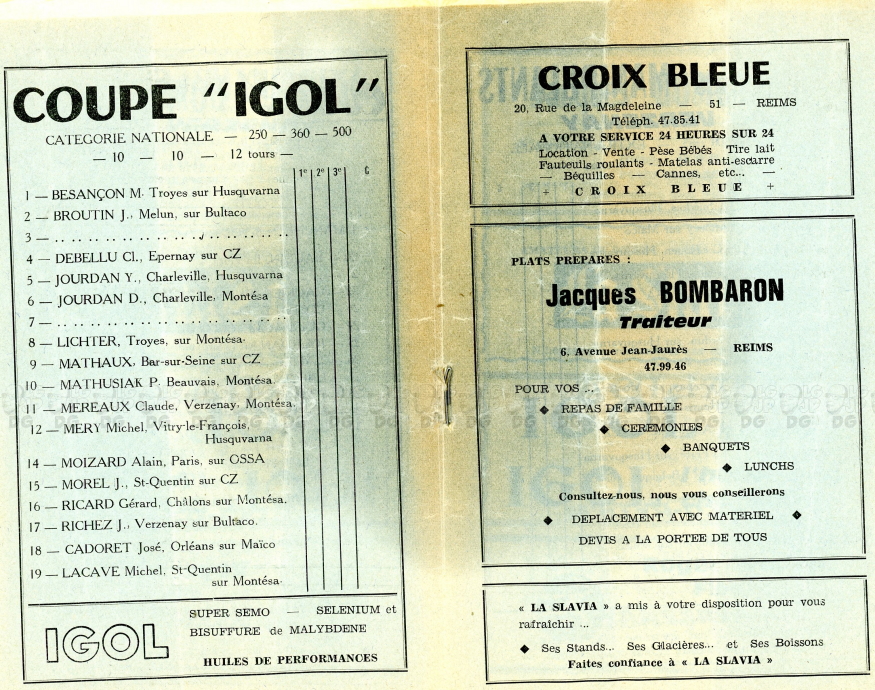 COUPE "IGOL"
CATEGORIE NATIONALE — 250 — 360 — 500
— 10 — 10 — 12 tours —
1e 2e 3e G
1 — BESANÇON M. Troyes sur Husquvarna
2 — BROUTIN J., Melun, sur Bultaco
3 — .. .. .. .. .. .. .. .. .. .. .. .. ..
4 — DEBELLU Cl., Epernay sur CZ
5 — JOURDAN Y., Charleville, Husquvarna
6 — JOURDAN D., Charleville, Montésa
7 — .. .. .. .. .. .. .. .. .. .. .. .. ..
8 — LICHTER, Troyes, sur Montésa.
9 — MATHAUX, Bar-sur-Seine sur CZ
10 — MATHUSIAK P. Beauvais, Montésa.
11 — MEREAUX Claude, Verzenay, Montésa.
12 — MERY Michel, Vitry-le-François,
Husquvarna
14 — MOIZARD Alain, Paris, sur OSSA
15 — MOREL J., St-Quentin sur CZ
16 — RICARD Gérard, Châlons sur Montésa.
17 — RICHEZ J., Verzenay sur Bultaco.
18 — CADORET José, Orléans sur Maïco
19 — LACAVE Michel, St-Quentin
sur Montésa.
IGOL
SUPER SEMO — SELENIUM et
BISUFFURE de MALYBDENE
HUILES DE PERFORMANCES
CROIX BLEUE
20, Rue de la Magdeleine — 51 — REIMS
Téléph. 47.85.41
A VOTRE SERVICE 24 HEURES SUR 24
Location - Vente - Pèse Bébés Tire lait
Fauteuils roulants - Matelas anti-escarre
— Béquilles — Cannes, etc... —
+ CROIX BLEUE +
PLATS PREPARES :
Jacques BOMBARON
Traiteur
6, Avenue Jean-Jaurès — REIMS
47.99.46
POUR VOS ...
◆ REPAS DE FAMILLE
◆ CEREMONIES
◆ BANQUETS
◆ LUNCHS
Consultez-nous, nous vous conseillerons
◆ DEPLACEMENT AVEC MATERIEL ◆
DEVIS A LA PORTEE DE TOUS
« LA SLAVIA » a mis à votre disposition pour vous
rafraîchir ...
◆ Ses Stands... Ses Glacières... et Ses Boissons
Faites confiance à « LA SLAVIA »